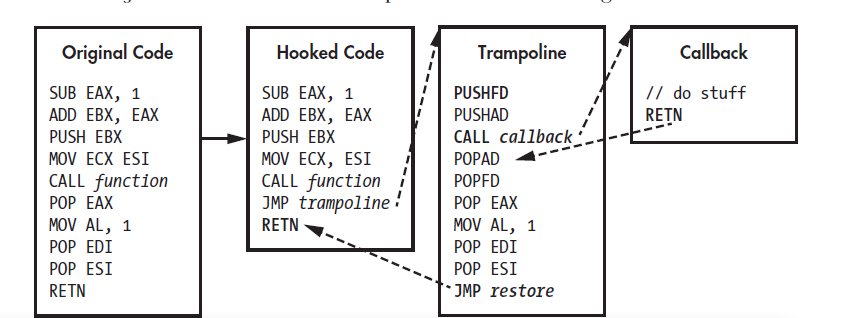 Original Code
SUB EAX, 1
ADD EBX, EAX
PUSH EBX
MOV ECX ESI
CALL function
POP EAX
MOV AL, 1
POP EDI
POP ESI
RETN
Hooked Code
SUB EAX, 1
ADD EBX, EAX
PUSH EBX
MOV ECX, ESI
CALL function
JMP trampoline
RETN
Trampoline
PUSHFD
PUSHAD
CALL callback
POPAD
POPFD
POP EAX
MOV AL, 1
POP EDI
POP ESI
JMP restore
Callback
// do stuff
RETN